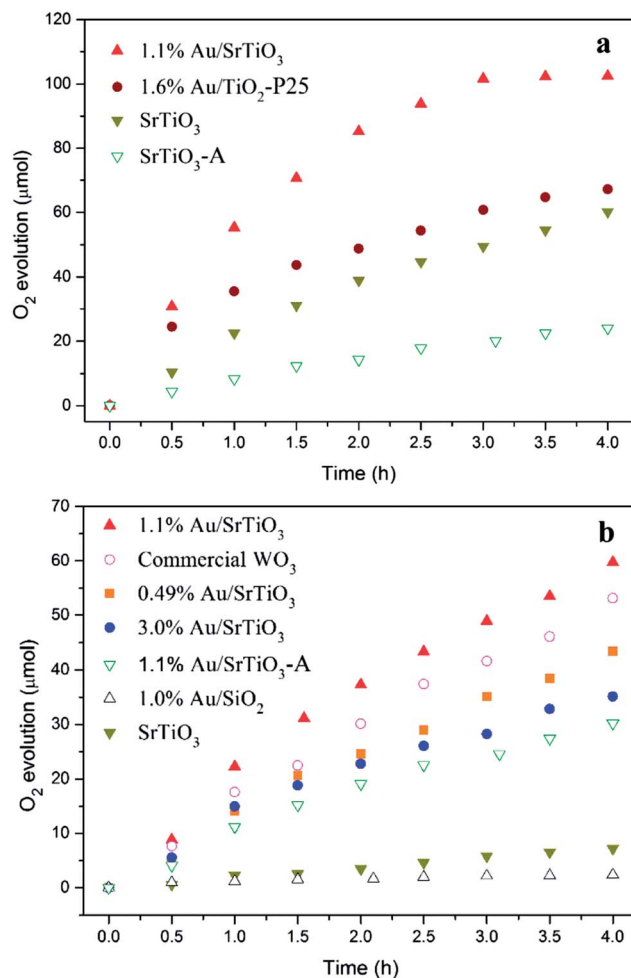 a
120
100
80
60
40
20
0
1.1% Au/SrTiO₃
1.6% Au/TiO₂-P25
SrTiO₃
SrTiO₃-A
O₂ evolution (μmol)
0.0 0.5 1.0 1.5 2.0 2.5 3.0 3.5 4.0
Time (h)
b
70
60
50
40
30
20
10
0
1.1% Au/SrTiO₃
Commercial WO₃
0.49% Au/SrTiO₃
3.0% Au/SrTiO₃
1.1% Au/SrTiO₃-A
1.0% Au/SiO₂
SrTiO₃
O₂ evolution (μmol)
0.0 0.5 1.0 1.5 2.0 2.5 3.0 3.5 4.0
Time (h)